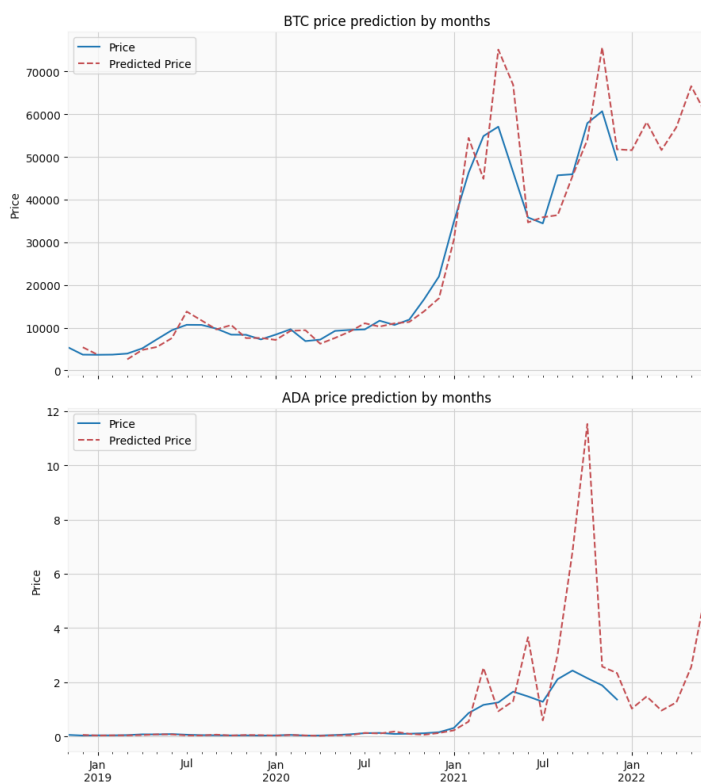 BTC price prediction by months
Price
Predicted Price
70000
60000
50000
40000
30000
20000
10000
0
Price
ADA price prediction by months
Price
Predicted Price
12
10
8
6
4
2
0
Price
Jan Jul Jan Jul Jan Jul Jan
2019 2020 2021 2022